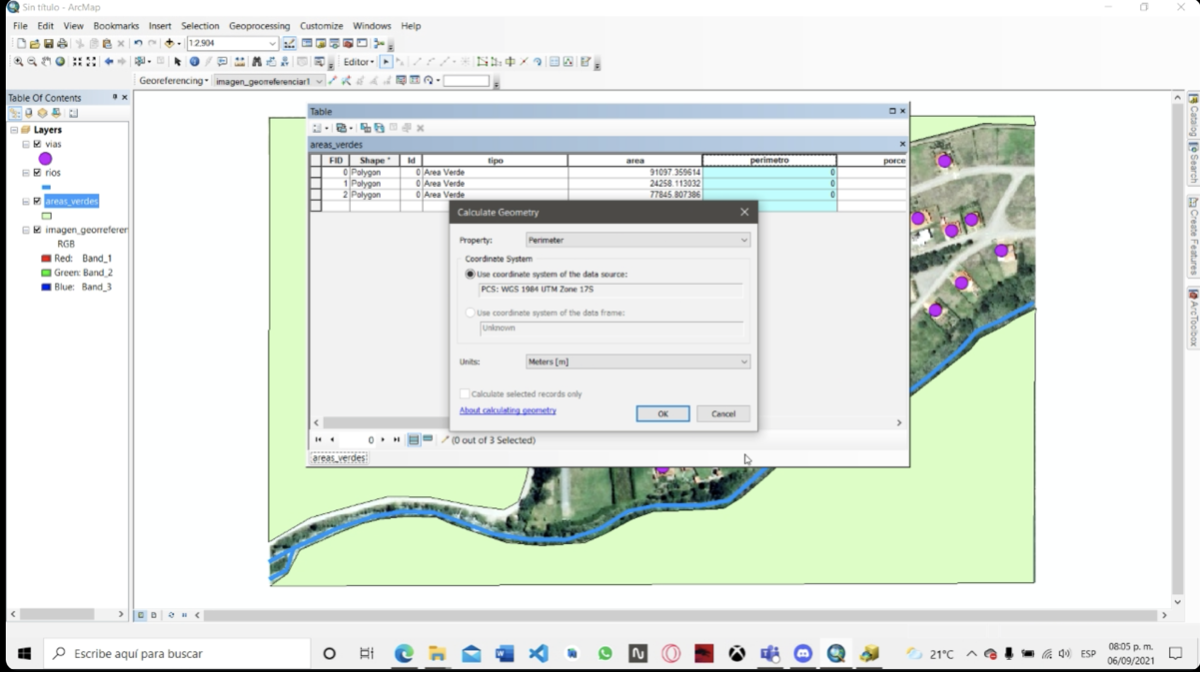 Sin título - ArcMap
File Edit View Bookmarks Insert Selection Geoprocessing Customize Windows Help
1:2,904
Editor
Georeferencing imagen_georreferenciar1
Table Of Contents
Layers
vias
rios
areas_verdes
imagen_georreferer
RGB
Red: Band_1
Green: Band_2
Blue: Band_3
Table
areas_verdes
FID Shape * Id tipo area perimetro porce
0 Polygon 0 Area Verde 91097.359614 0
1 Polygon 0 Area Verde 24258.113032 0
2 Polygon 0 Area Verde 77845.807386 0
Calculate Geometry
Property: Perimeter
Coordinate System
Use coordinate system of the data source:
PCS: WGS 1984 UTM Zone 17S
Use coordinate system of the data frame:
Unknown
Units: Meters [m]
Calculate selected records only
About calculating geometry
OK Cancel
0
(0 out of 3 Selected)
areas_verdes
Catalog
Search
Create Features
ArcToolbox
Escribe aquí para buscar
21°C
ESP
08:05 p. m.
06/09/2021